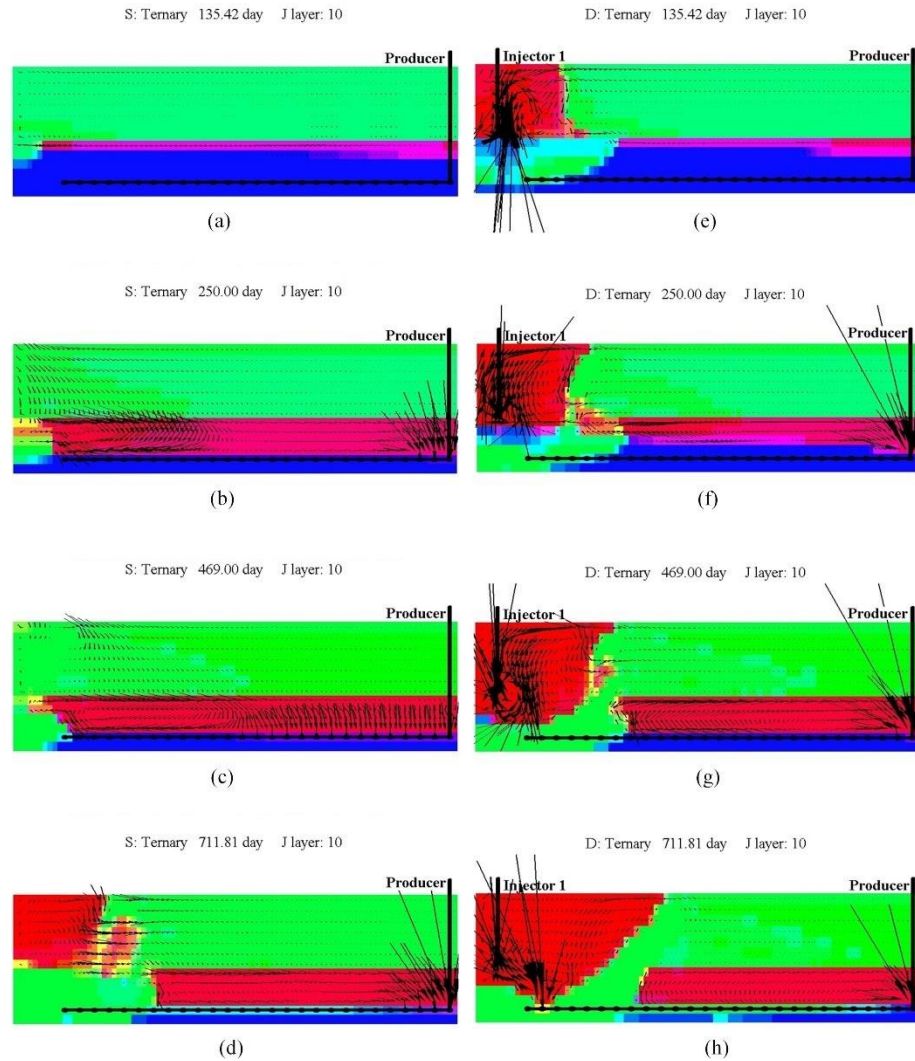 S: Ternary 135.42 day J layer: 10
Producer
(a)
D: Ternary 135.42 day J layer: 10
Injector 1
Producer
(e)
S: Ternary 250.00 day J layer: 10
Producer
(b)
D: Ternary 250.00 day J layer: 10
Injector 1
Producer
(f)
S: Ternary 469.00 day J layer: 10
Producer
(c)
D: Ternary 469.00 day J layer: 10
Injector 1
Producer
(g)
S: Ternary 711.81 day J layer: 10
Producer
(d)
D: Ternary 711.81 day J layer: 10
Injector 1
Producer
(h)